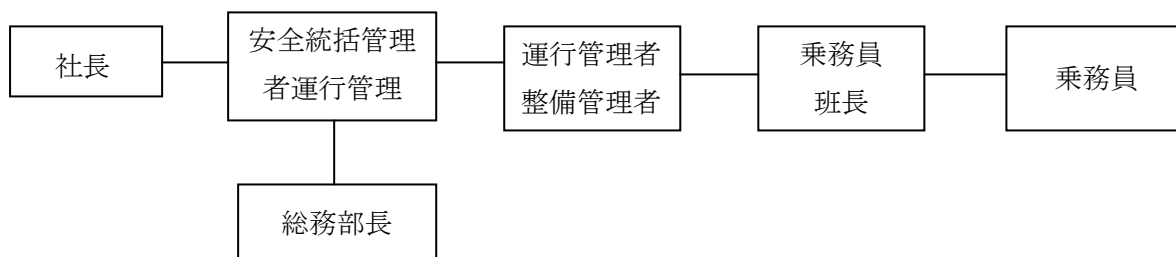 社長
安全統括管理
者運行管理
運行管理者
整備管理者
乗務員
班長
乗務員
総務部長